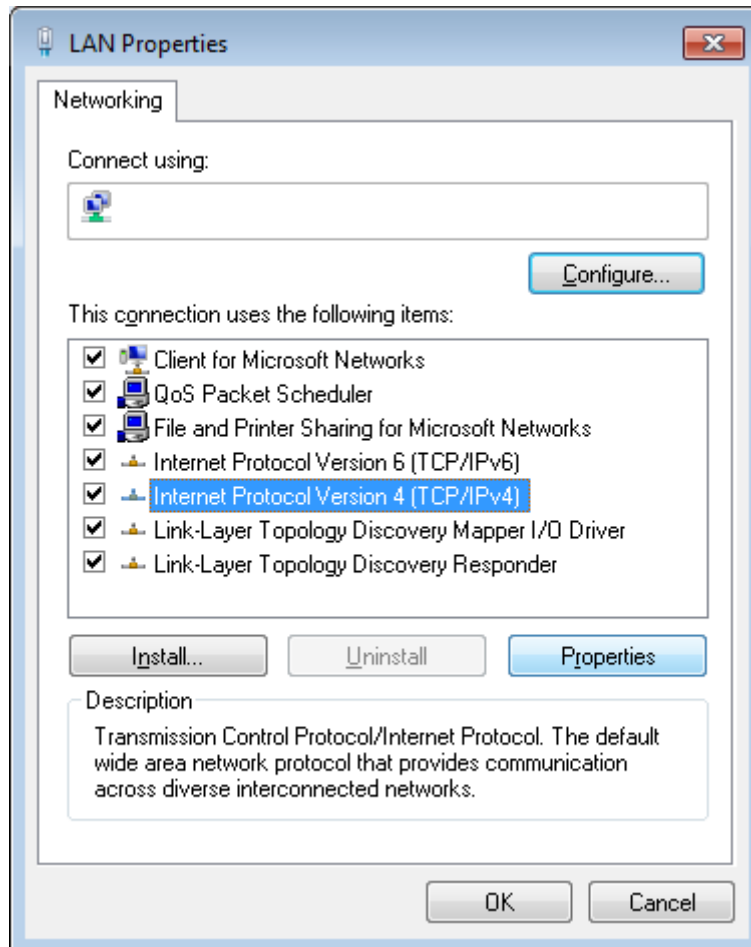 LAN Properties
Networking
Connect using:
Configure...
This connection uses the following items:
Client for Microsoft Networks
QoS Packet Scheduler
File and Printer Sharing for Microsoft Networks
Internet Protocol Version 6 (TCP/IPv6)
Internet Protocol Version 4 (TCP/IPv4)
Link-Layer Topology Discovery Mapper I/O Driver
Link-Layer Topology Discovery Responder
Install...
Uninstall
Properties
Description
Transmission Control Protocol/Internet Protocol. The default
wide area network protocol that provides communication
across diverse interconnected networks.
OK
Cancel